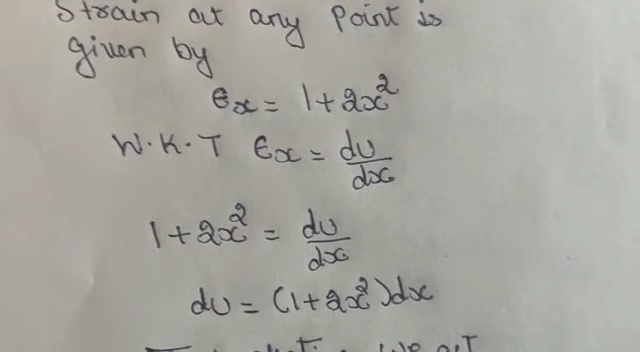 Strain at any point is
given by
ϵx = 1+2x²
W.K.T ϵx = du/dx
1+2x² = du/dx
du = (1+2x²)dx